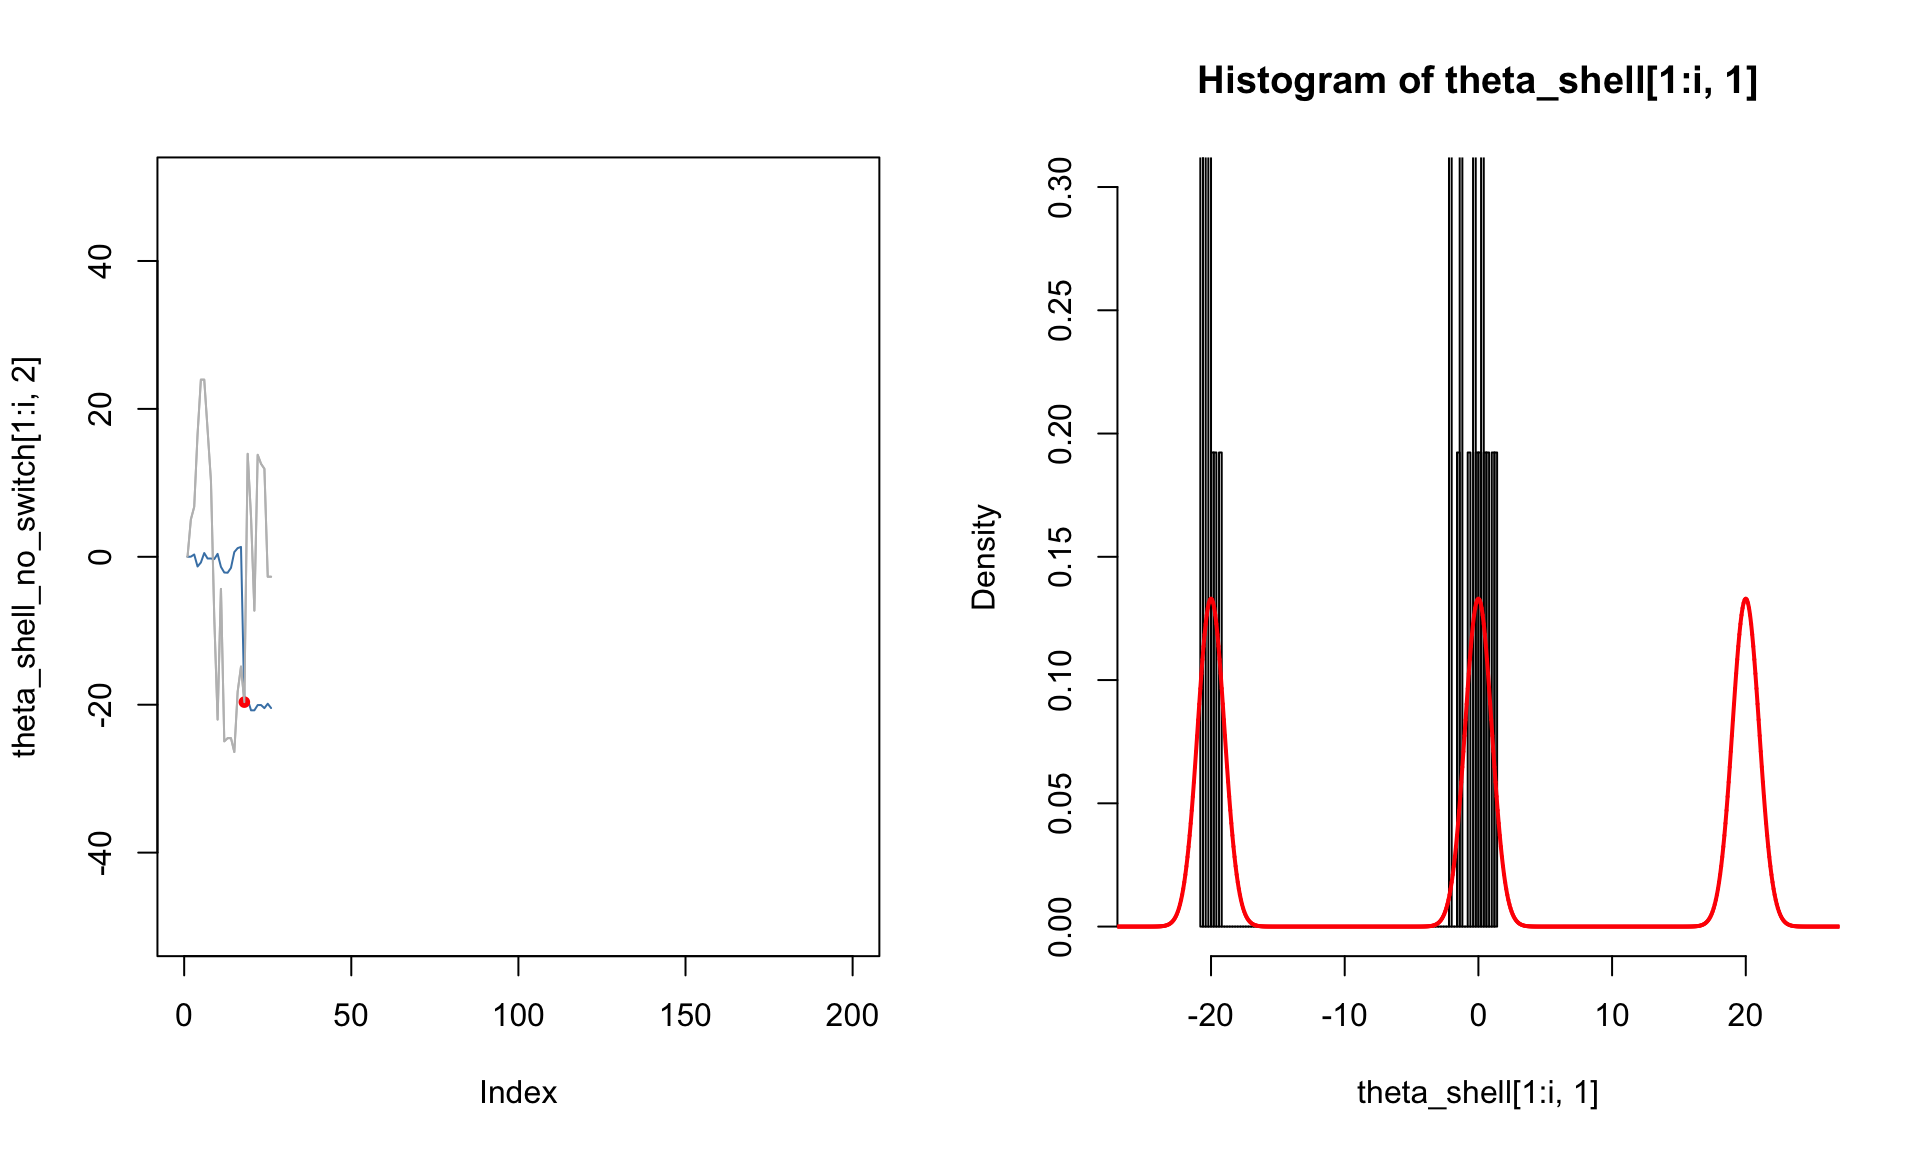 theta_shell_no_switch[1:i, 2]
40
20
0
-20
-40
0 50 100 150 200
Index
Histogram of theta_shell[1:i, 1]
Density
0.30
0.25
0.20
0.15
0.10
0.05
0.00
-20 -10 0 10 20
theta_shell[1:i, 1]